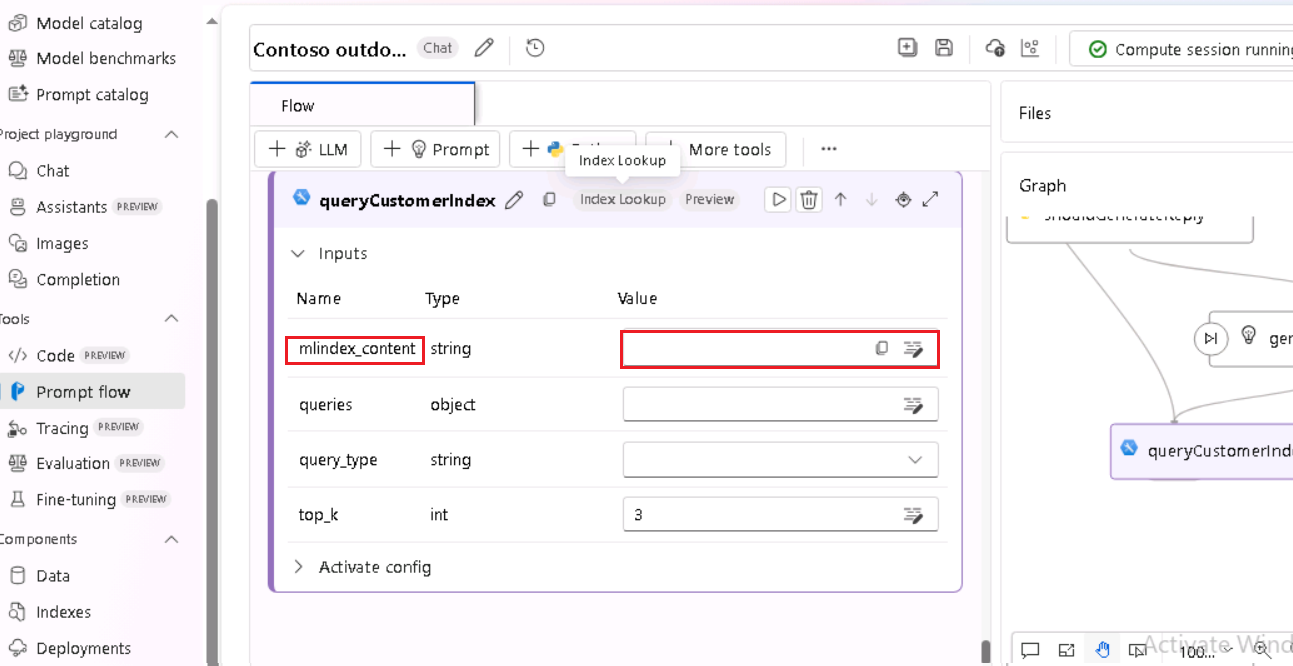 Model catalog
Model benchmarks
Prompt catalog
Project playground
Chat
Assistants PREVIEW
Images
Completion
Tools
Code PREVIEW
Prompt flow
Tracing PREVIEW
Evaluation PREVIEW
Fine-tuning PREVIEW
Components
Data
Indexes
Deployments
Contoso outdo... Chat
Compute session running
Flow
LLM
Prompt
More tools
...
Index Lookup
queryCustomerIndex Index Lookup Preview
Inputs
Name Type Value
mlindex_content string
queries object
query_type string
top_k int 3
Activate config
Files
Graph
shouldGenerateReply
ger
queryCustomerInd
100...
Activate Wind